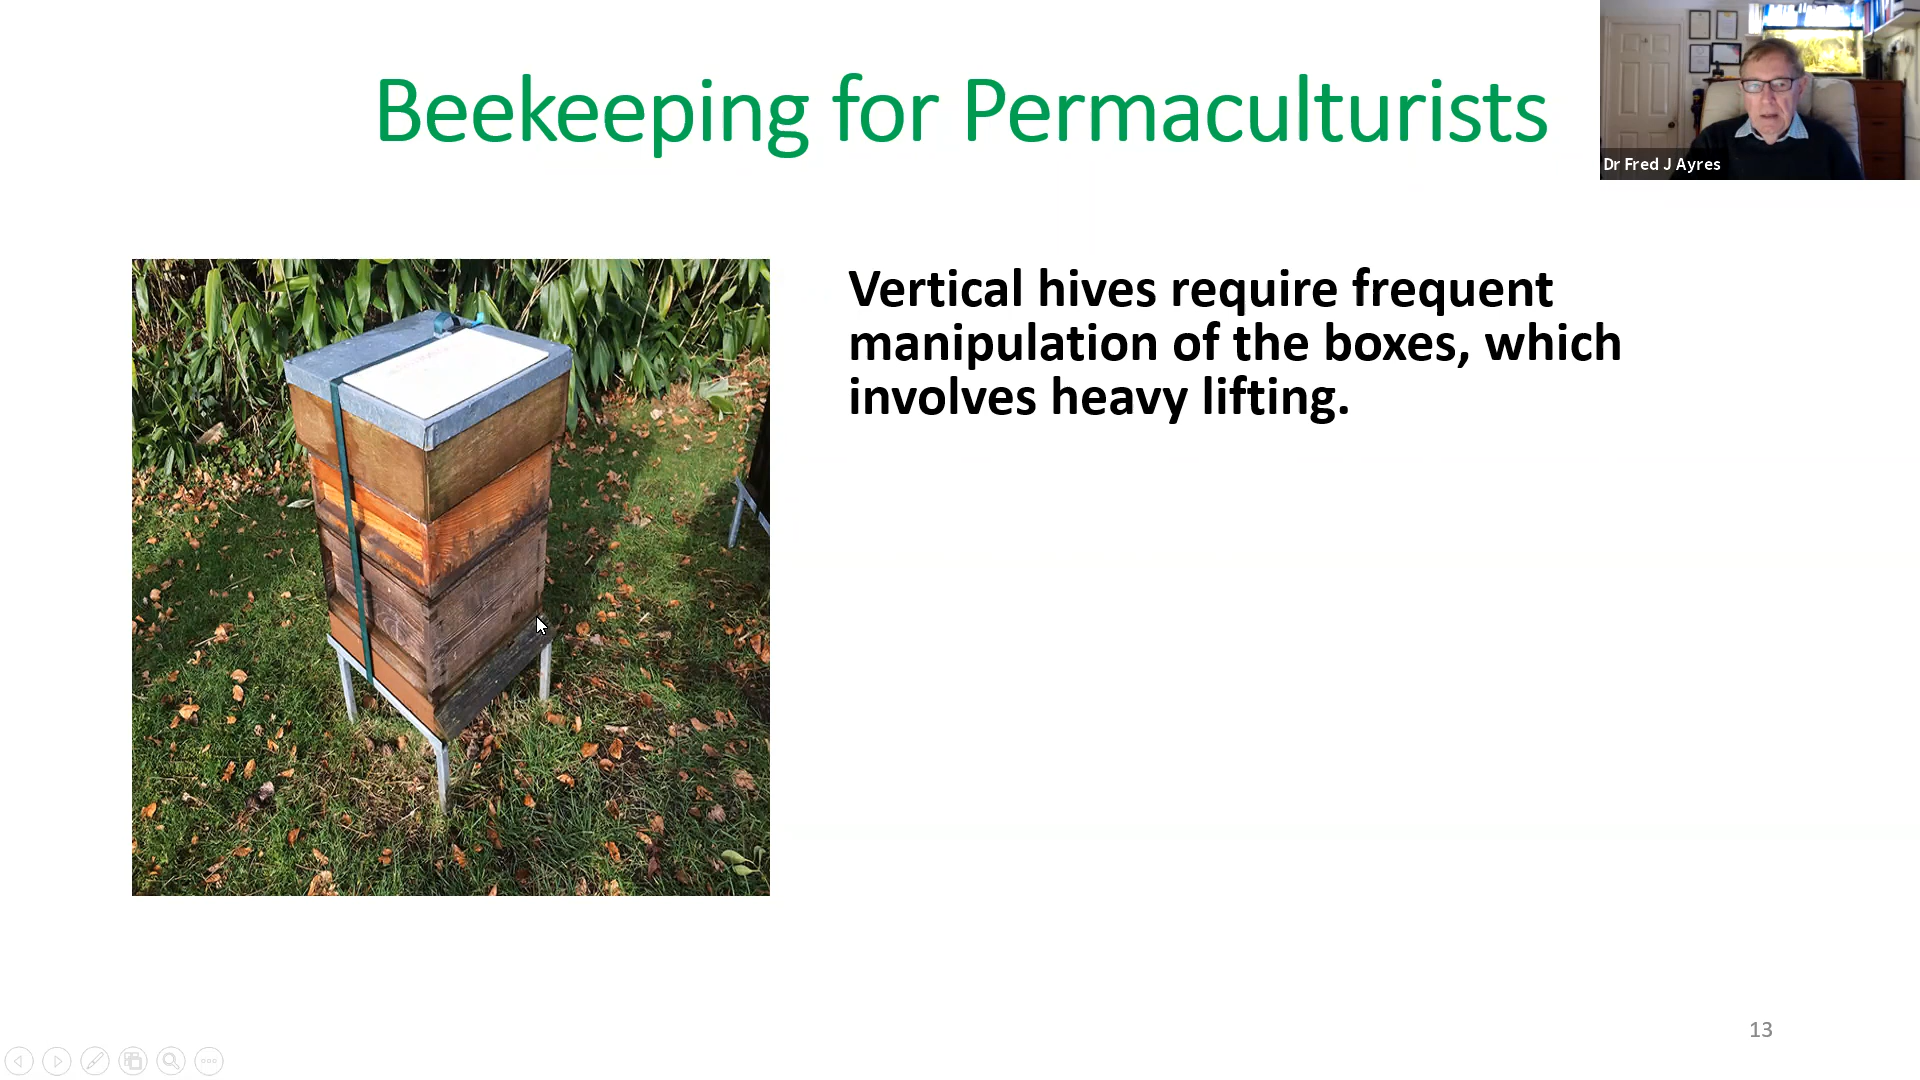 Beekeeping for Permaculturists
Dr Fred J Ayres
Vertical hives require frequent
manipulation of the boxes, which
involves heavy lifting.
13